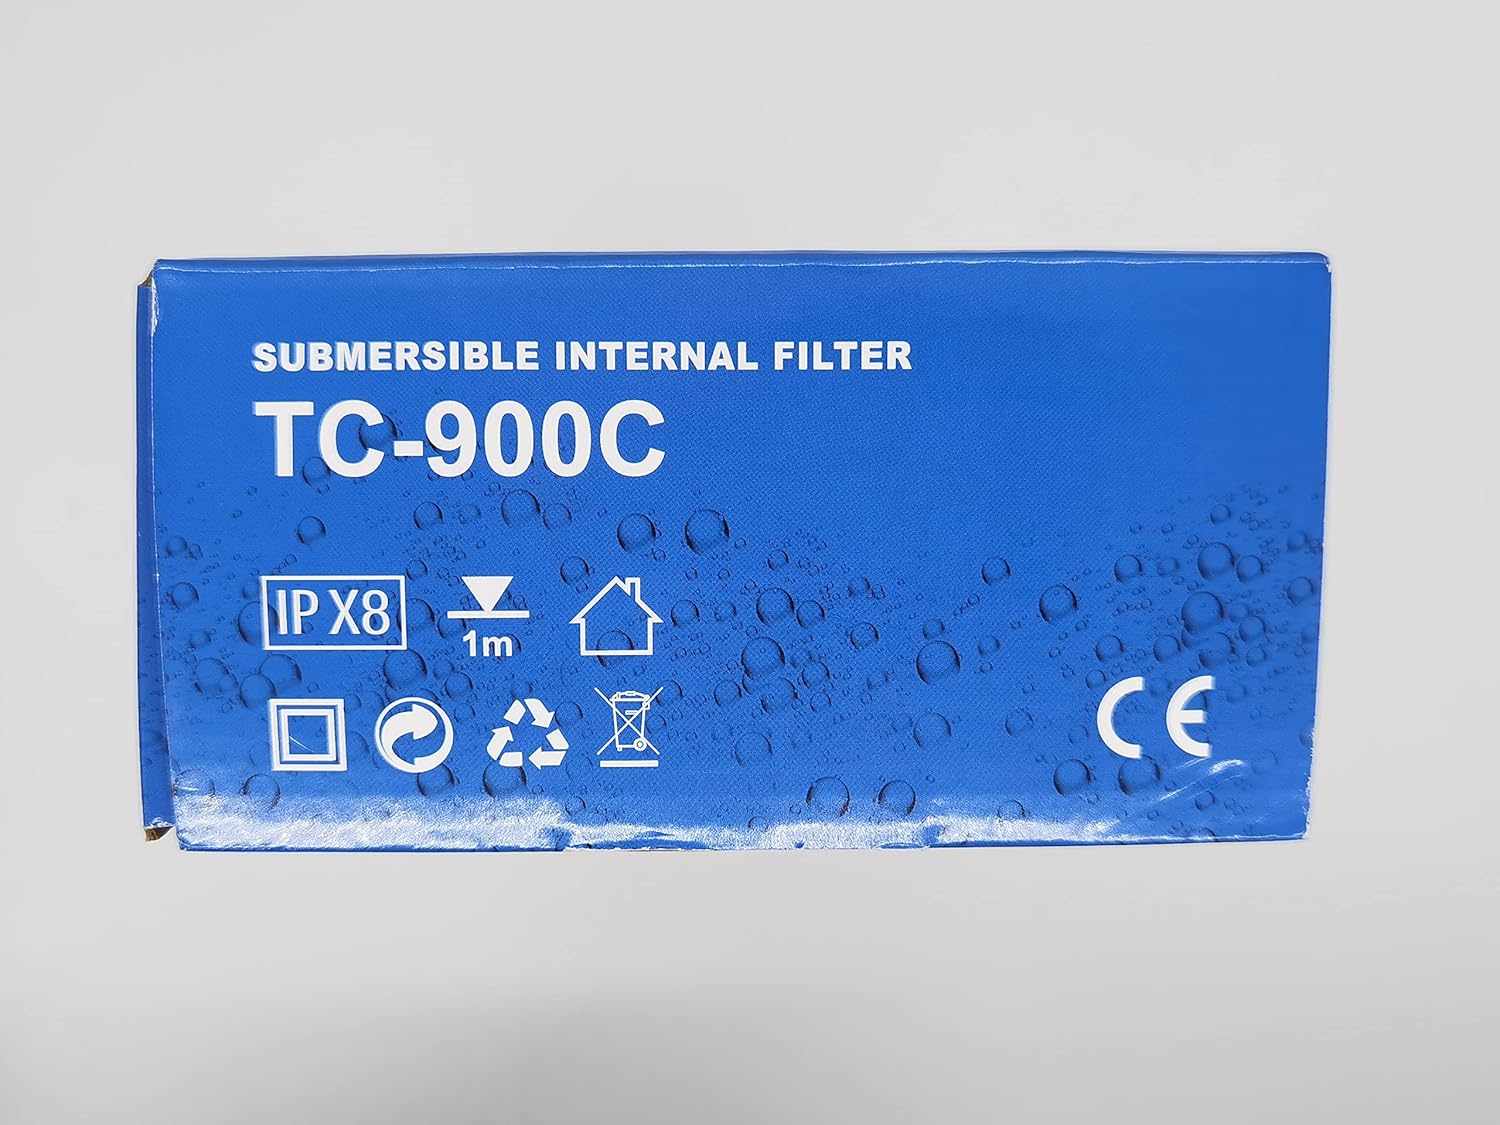 SUBMERSIBLE INTERNAL FILTER
TC-900C
IP X8
1m
CE